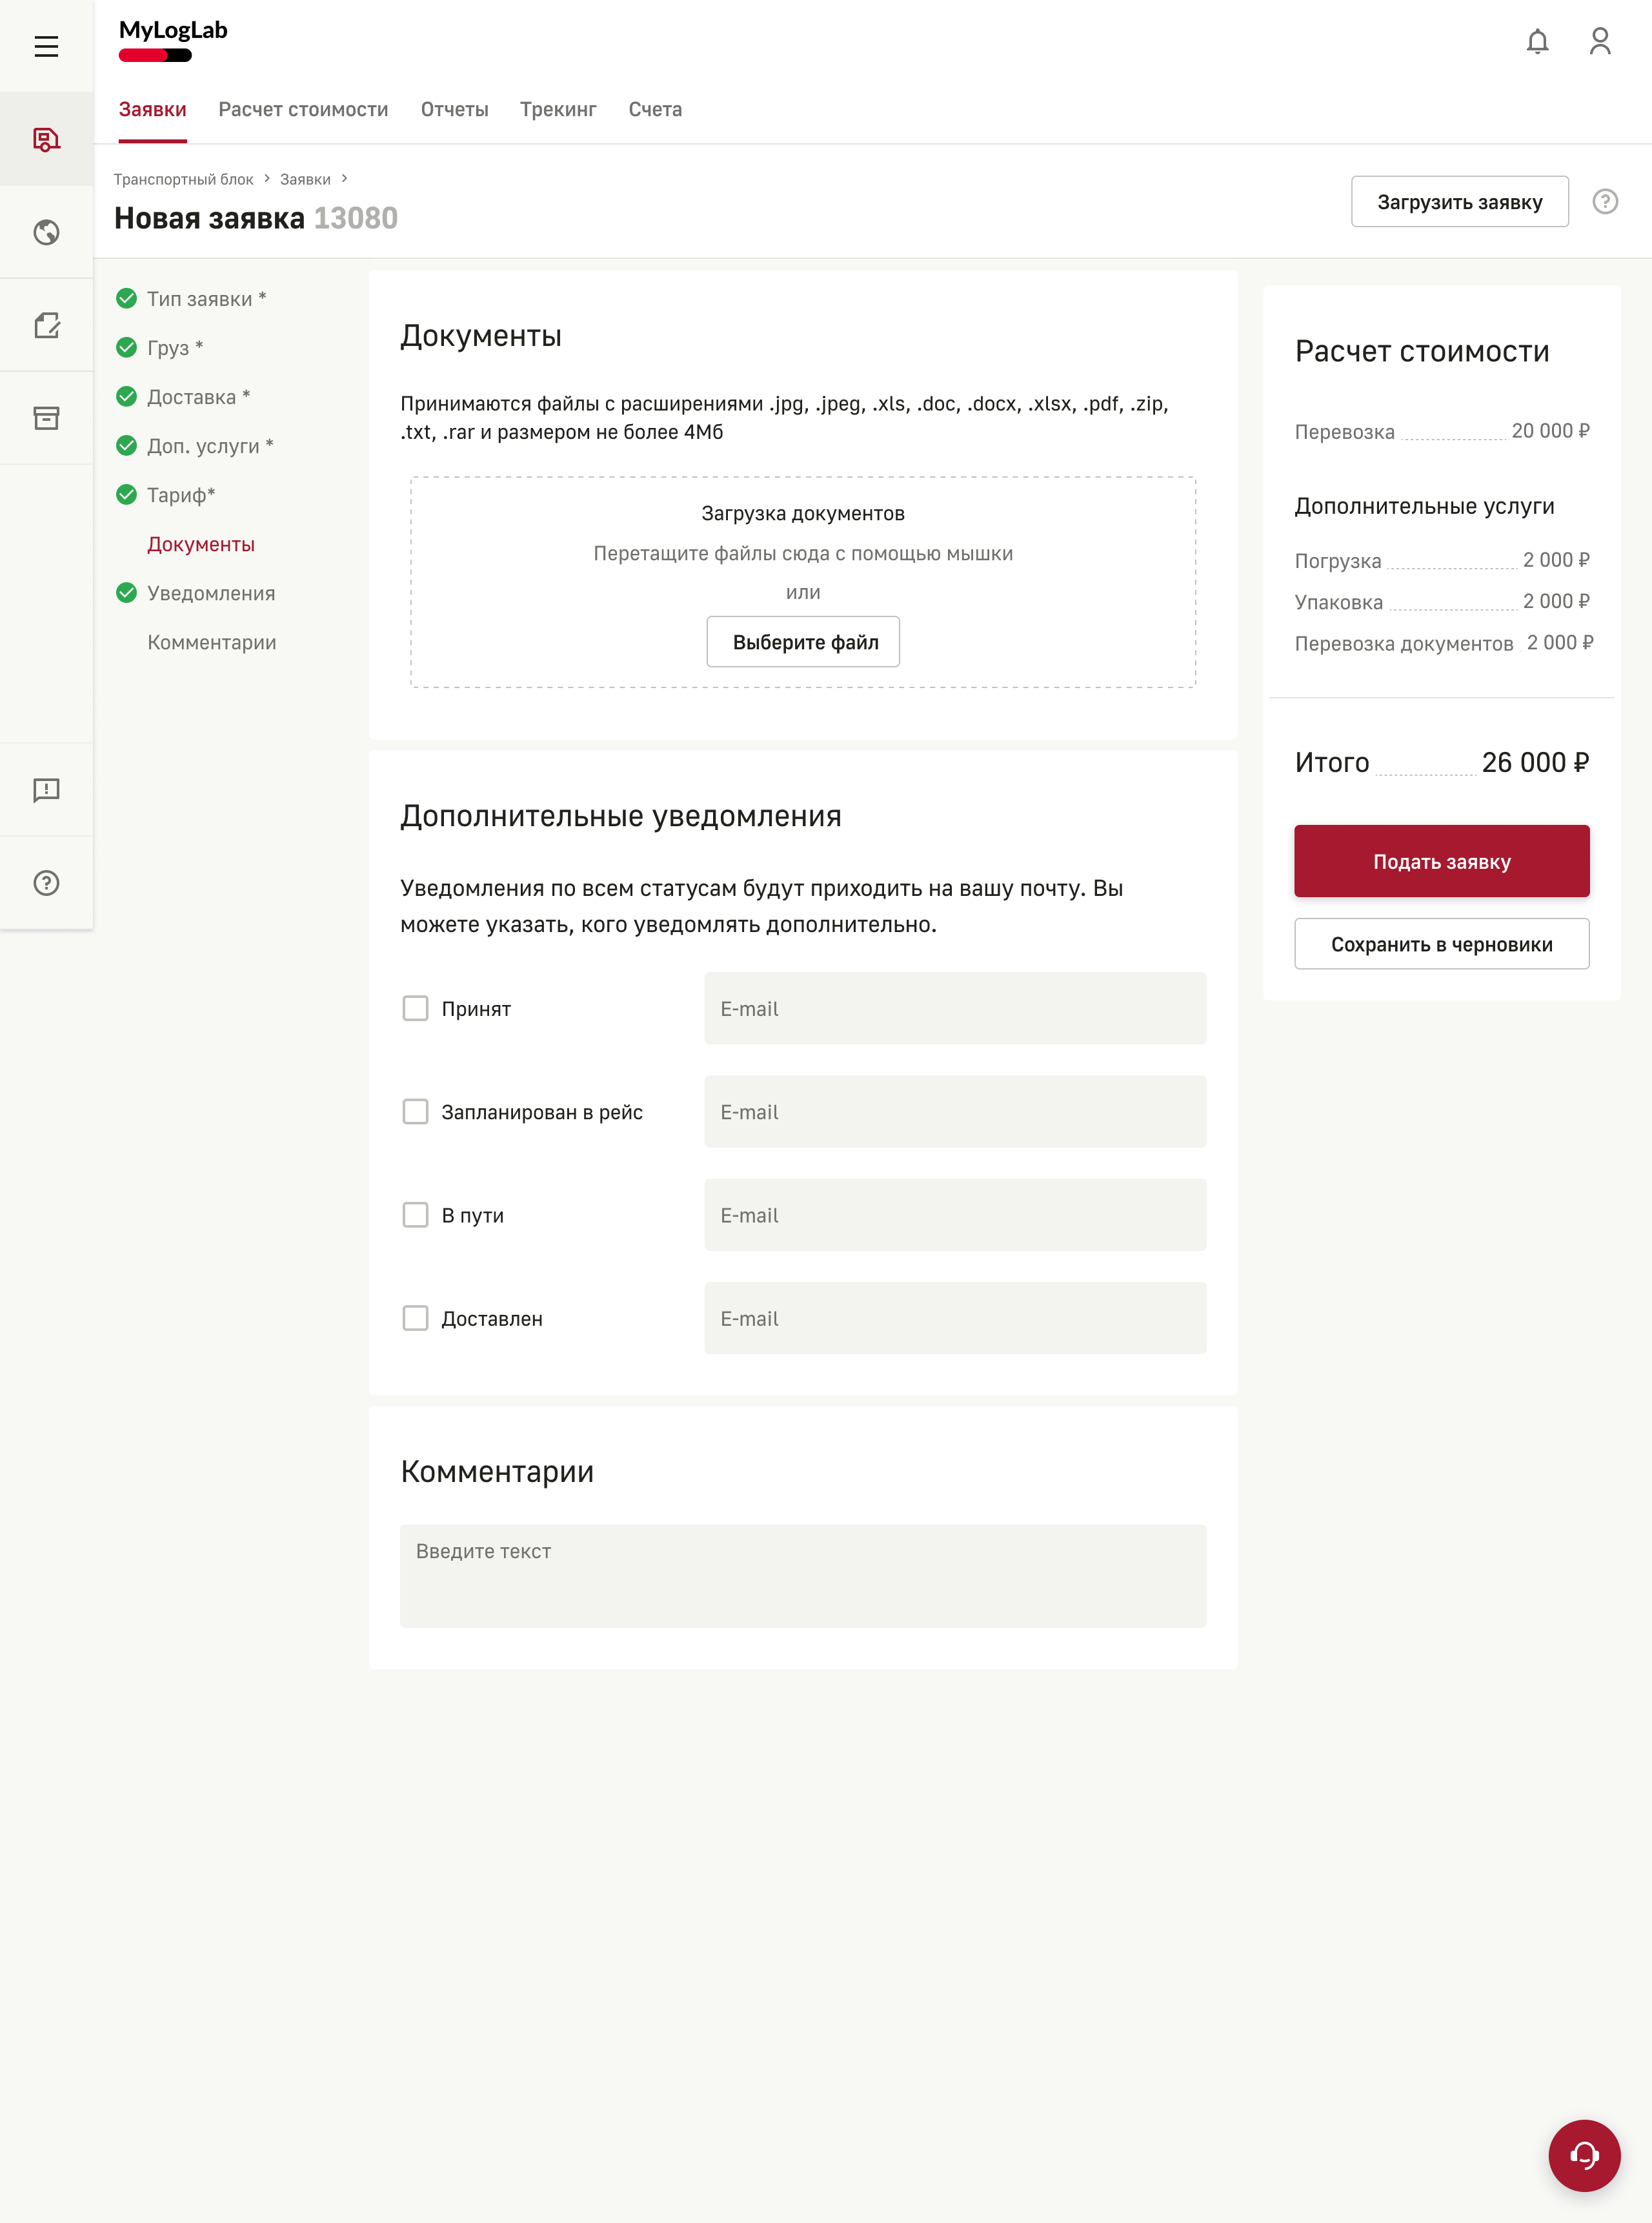 MyLogLab
Заявки Расчет стоимости Отчеты Трекинг Счета
Транспортный блок > Заявки >
Новая заявка 13080
Загрузить заявку
?
Тип заявки *
Груз *
Доставка *
Доп. услуги *
Тариф*
Документы
Уведомления
Комментарии
Документы
Принимаются файлы с расширениями .jpg, .jpeg, .xls, .doc, .docx, .xlsx, .pdf, .zip,
.txt, .rar и размером не более 4Мб
Загрузка документов
Перетащите файлы сюда с помощью мышки
или
Выберите файл
Дополнительные уведомления
Уведомления по всем статусам будут приходить на вашу почту. Вы
можете указать, кого уведомлять дополнительно.
Принят E-mail
Запланирован в рейс E-mail
В пути E-mail
Доставлен E-mail
Комментарии
Введите текст
Расчет стоимости
Перевозка 20 000 ₽
Дополнительные услуги
Погрузка 2 000 ₽
Упаковка 2 000 ₽
Перевозка документов 2 000 ₽
Итого 26 000 ₽
Подать заявку
Сохранить в черновики